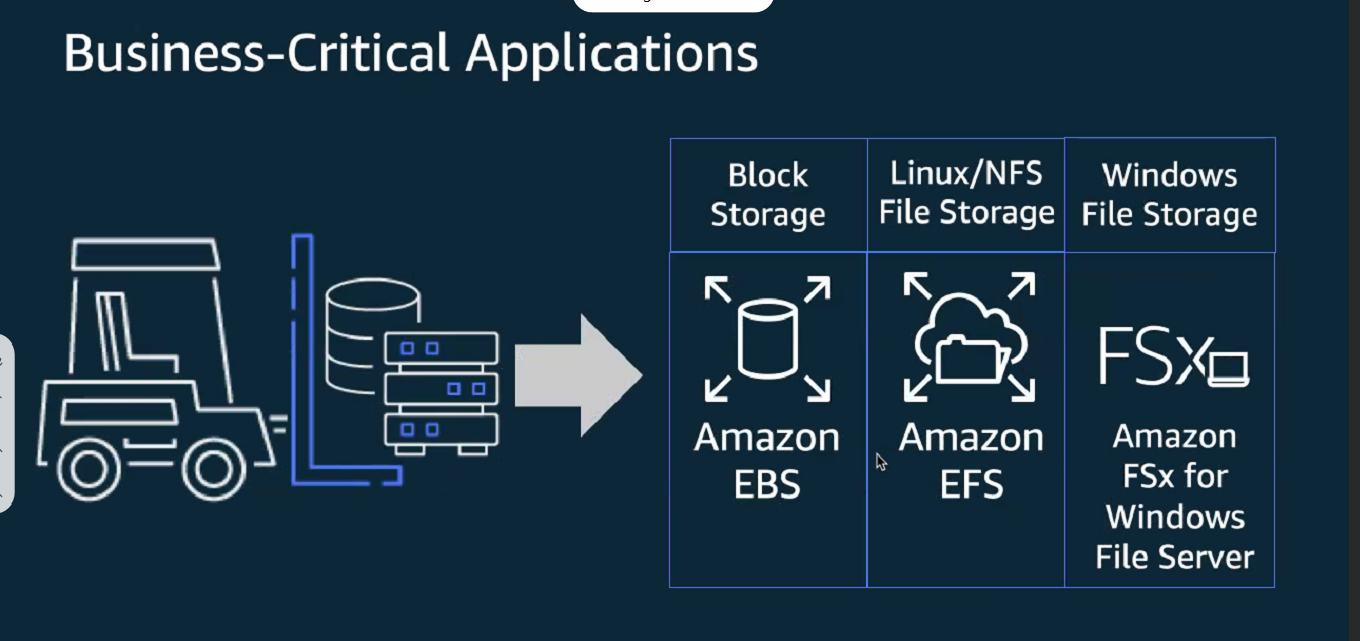 Business-Critical Applications
Block
Storage
Linux/NFS
File Storage
Windows
File Storage
Amazon
EBS
Amazon
EFS
FSx
Amazon
FSx for
Windows
File Server